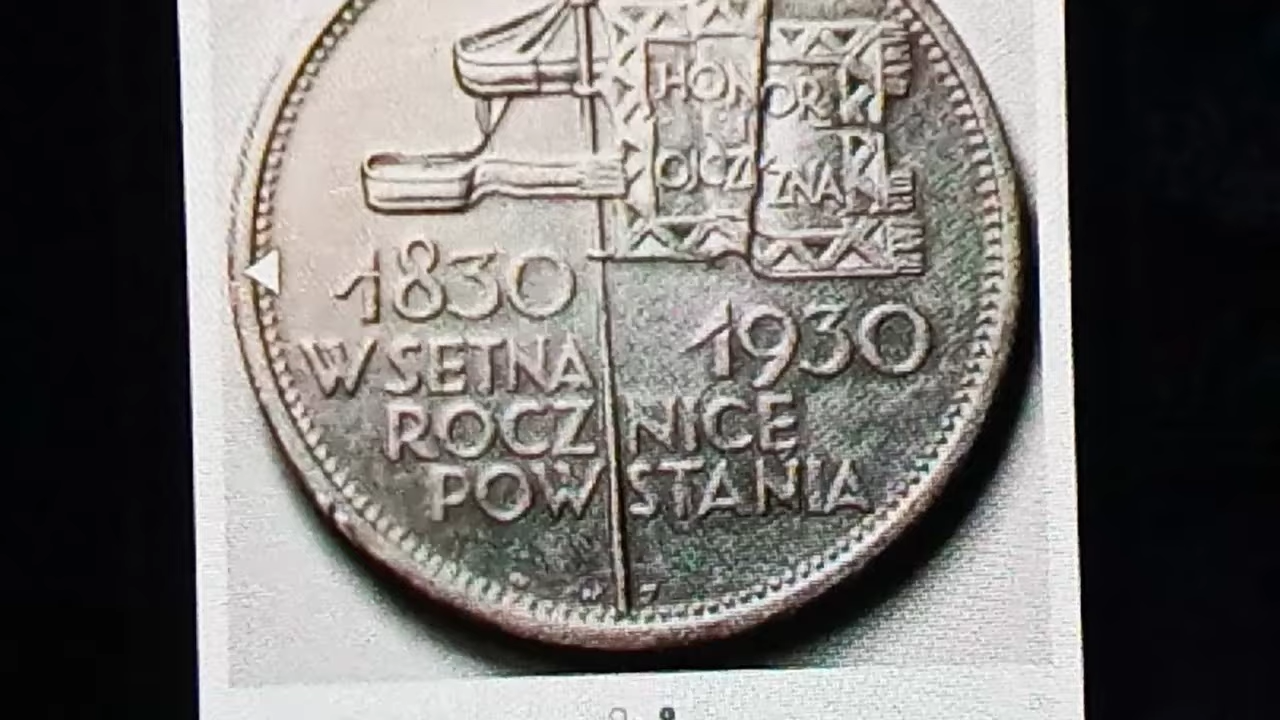 HONOR I
OJCZYZNA
1830
1930
W SETNĄ
ROCZNICĘ
POWSTANIA